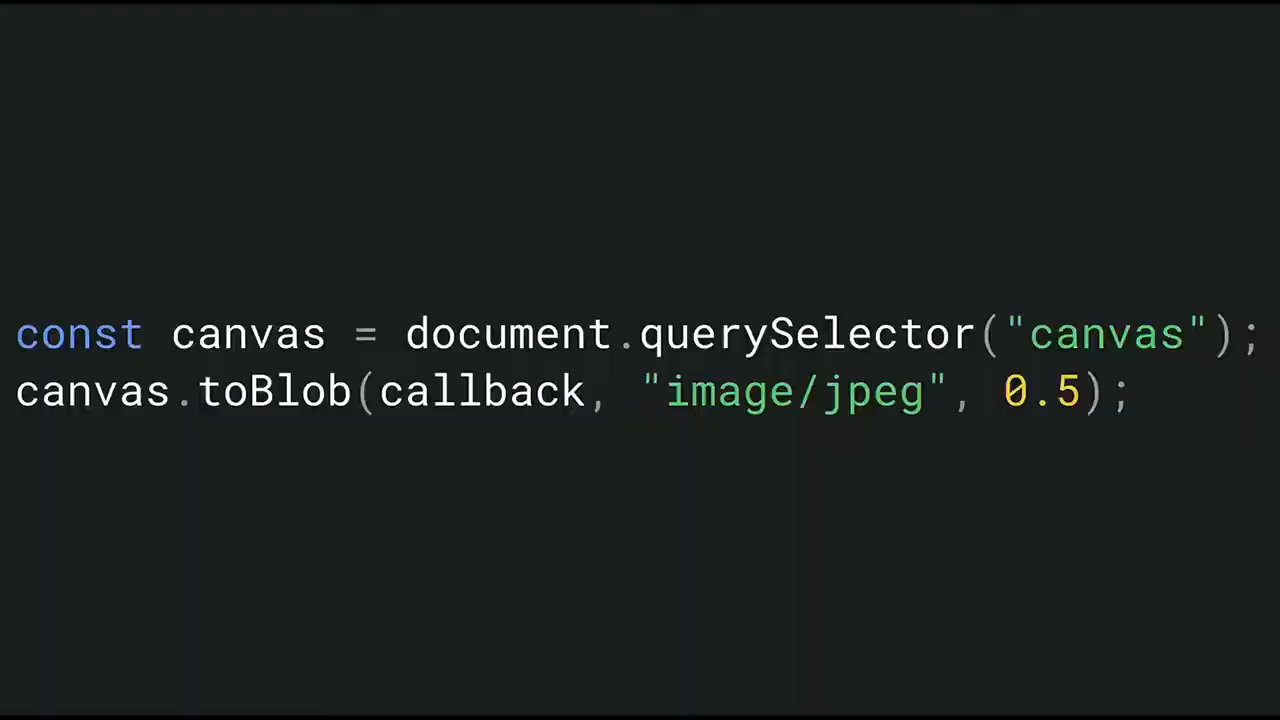 const canvas = document.querySelector("canvas");
canvas.toBlob(callback, "image/jpeg", 0.5);